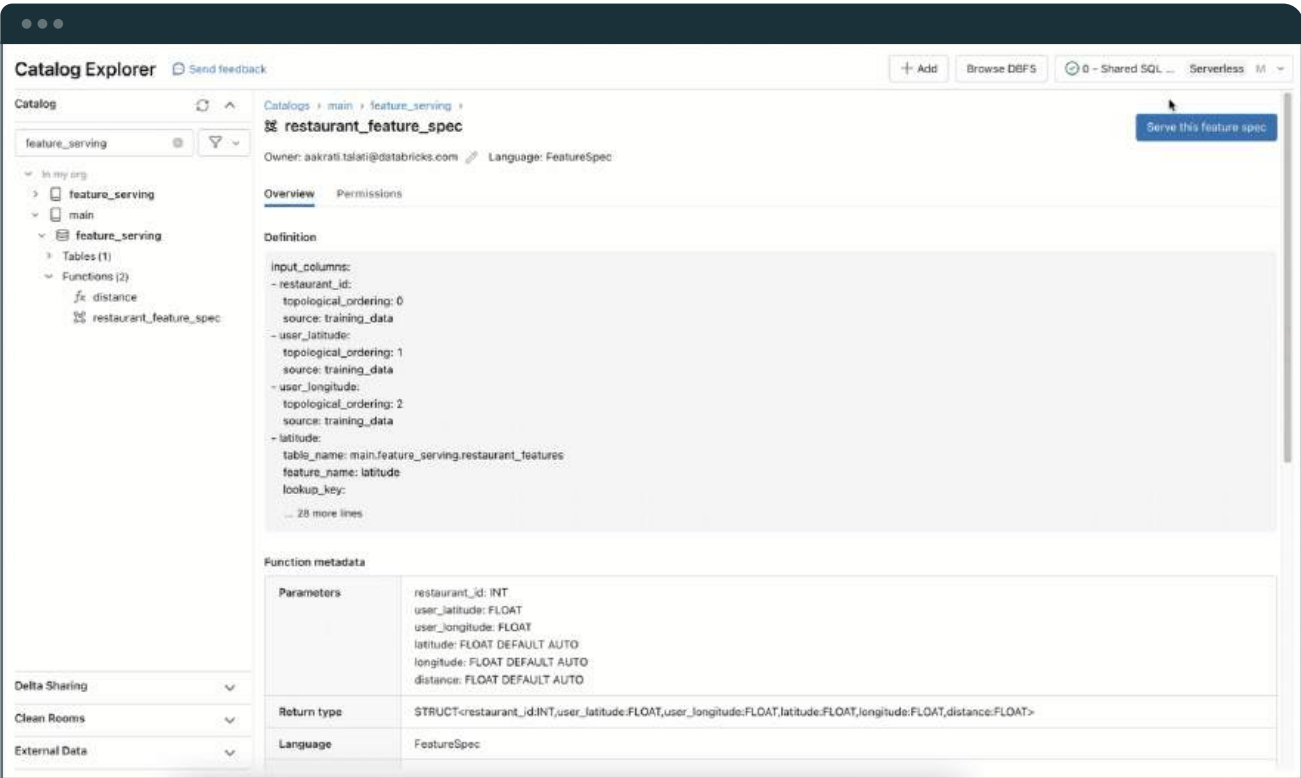 Catalog Explorer Send feedback
+ Add Browse DBFS 0 - Shared SQL ... Serverless M
Catalog
feature_serving
In my org
feature_serving
main
feature_serving
Tables (1)
Functions (2)
fx distance
restaurant_feature_spec
Delta Sharing
Clean Rooms
External Data
Catalogs › main › feature_serving ›
restaurant_feature_spec
Serve this feature spec
Owner: aakrati.talati@databricks.com Language: FeatureSpec
Overview Permissions
Definition
input_columns:
- restaurant_id:
topological_ordering: 0
source: training_data
- user_latitude:
topological_ordering: 1
source: training_data
- user_longitude:
topological_ordering: 2
source: training_data
- latitude:
table_name: main.feature_serving.restaurant_features
feature_name: latitude
lookup_key:
... 28 more lines
Function metadata
Parameters
restaurant_id: INT
user_latitude: FLOAT
user_longitude: FLOAT
latitude: FLOAT DEFAULT AUTO
longitude: FLOAT DEFAULT AUTO
distance: FLOAT DEFAULT AUTO
Return type STRUCT<restaurant_id:INT,user_latitude:FLOAT,user_longitude:FLOAT,latitude:FLOAT,longitude:FLOAT,distance:FLOAT>
Language FeatureSpec